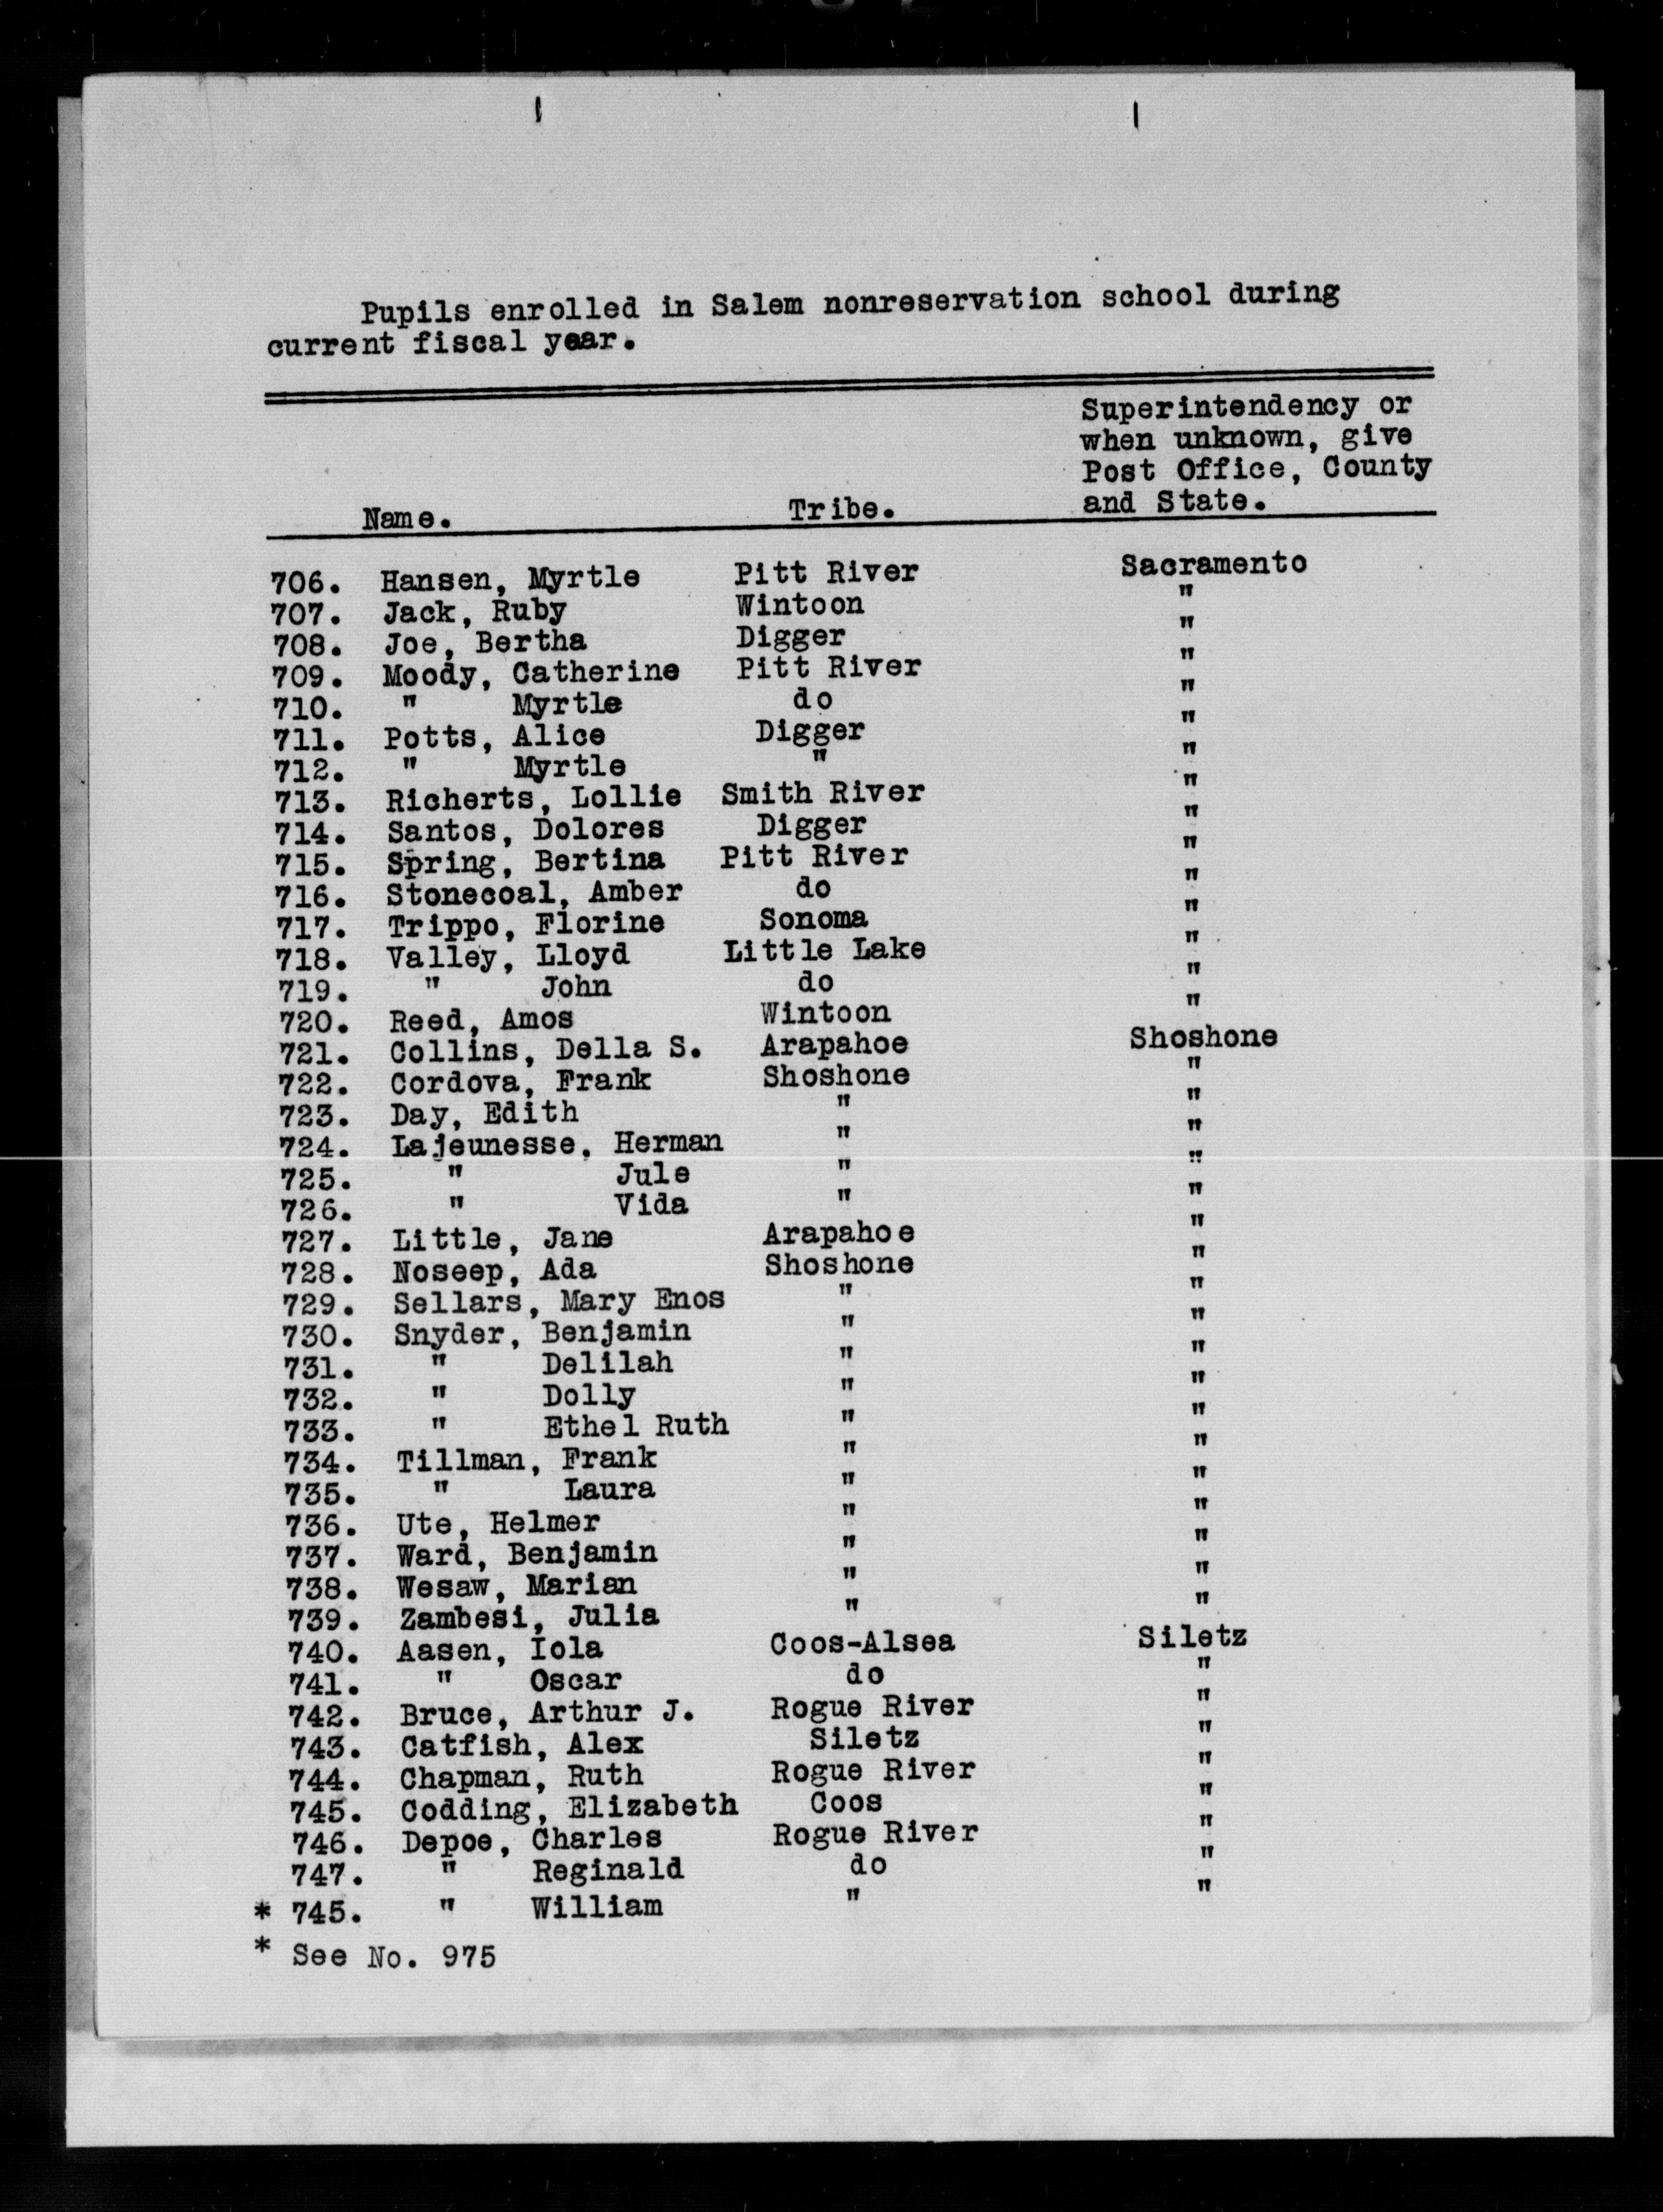 Pupils enrolled in Salem nonreservation school during
current fiscal year.
Superintendency or
when unknown, give
Post Office, County
Name. Tribe. and State.
706. Hansen, Myrtle Pitt River Sacramento
707. Jack, Ruby Wintoon "
708. Joe, Bertha Digger "
709. Moody, Catherine Pitt River "
710. " Myrtle do "
711. Potts, Alice Digger "
712. " Myrtle " "
713. Richerts, Lollie Smith River "
714. Santos, Dolores Digger "
715. Spring, Bertina Pitt River "
716. Stonecoal, Amber do "
717. Trippo, Florine Sonoma "
718. Valley, Lloyd Little Lake "
719. " John do "
720. Reed, Amos Wintoon "
721. Collins, Della S. Arapahoe Shoshone
722. Cordova, Frank Shoshone "
723. Day, Edith " "
724. Lajeunesse, Herman " "
725. " Jule " "
726. " Vida " "
727. Little, Jane Arapahoe "
728. Noseep, Ada Shoshone "
729. Sellars, Mary Enos " "
730. Snyder, Benjamin " "
731. " Delilah " "
732. " Dolly " "
733. " Ethel Ruth " "
734. Tillman, Frank " "
735. " Laura " "
736. Ute, Helmer " "
737. Ward, Benjamin " "
738. Wesaw, Marian " "
739. Zambesi, Julia " "
740. Aasen, Iola Coos-Alsea Siletz
741. " Oscar do "
742. Bruce, Arthur J. Rogue River "
743. Catfish, Alex Siletz "
744. Chapman, Ruth Rogue River "
745. Codding, Elizabeth Coos "
746. Depoe, Charles Rogue River "
747. " Reginald do "
* 745. " William " "
* See No. 975